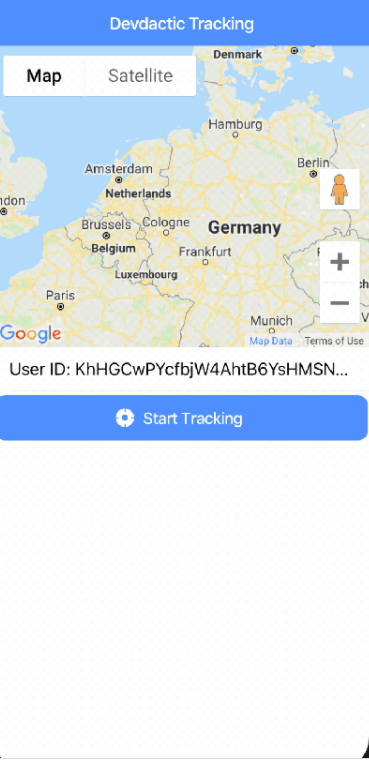 Devdactic Tracking
Denmark
Map Satellite
Hamburg
Amsterdam
Berlin
Netherlands
ndon
Brussels Cologne
Germany
Belgium
Frankfurt
Luxembourg
Paris
Munich
Google
Map Data Terms of Use
User ID: KhHGCwPYcfbjW4AhtB6YsHMSN...
Start Tracking